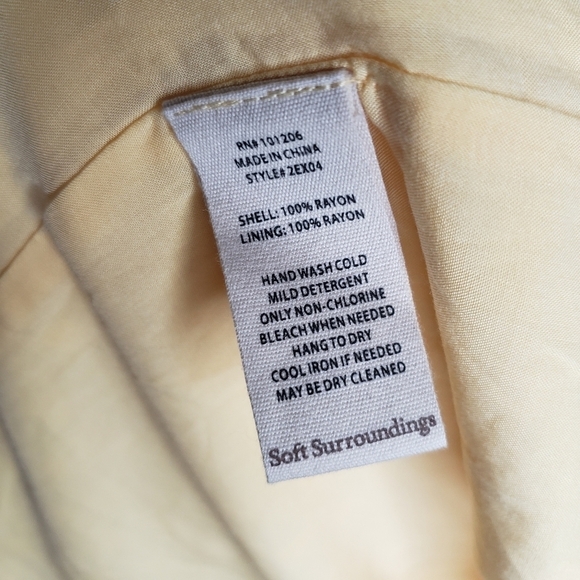 RN# 101206
MADE IN CHINA
STYLE# 2EX04
SHELL: 100% RAYON
LINING: 100% RAYON
HAND WASH COLD
MILD DETERGENT
ONLY NON-CHLORINE
BLEACH WHEN NEEDED
HANG TO DRY
COOL IRON IF NEEDED
MAY BE DRY CLEANED
Soft Surroundings